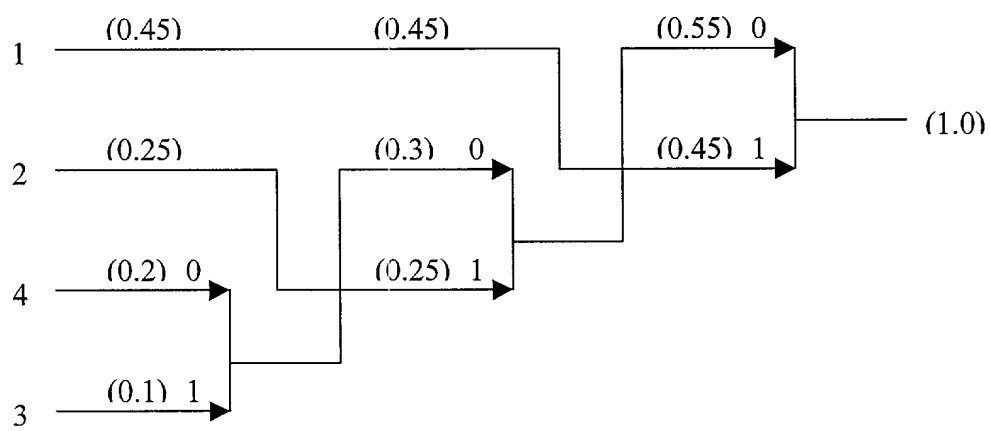 1 (0.45) (0.45) (0.55) 0
(1.0)
2 (0.25) (0.3) 0 (0.45) 1
4 (0.2) 0 (0.25) 1
3 (0.1) 1